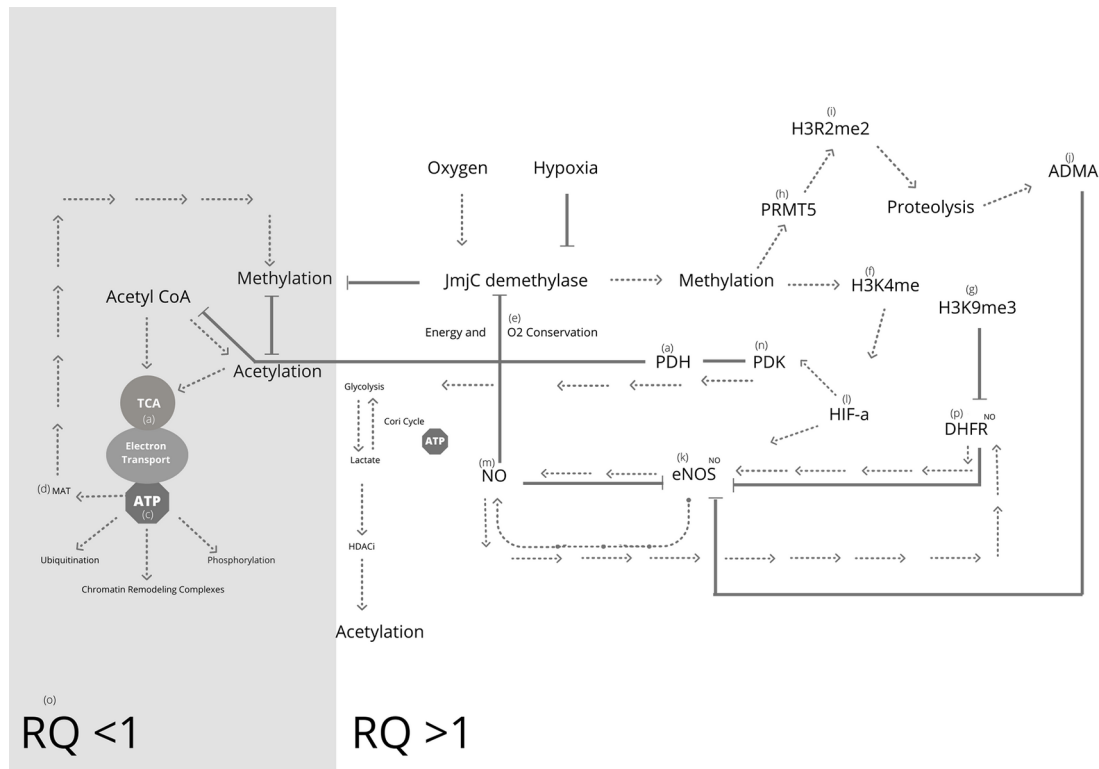 (i)
H3R2me2
Oxygen
Hypoxia
(j)
ADMA
(h)
PRMT5
Proteolysis
Methylation
JmjC demethylase
Methylation
(f)
H3K4me
Acetyl CoA
(g)
H3K9me3
Energy and
(e)
O2 Conservation
Acetylation
(a)
PDH
(n)
PDK
Glycolysis
TCA
(a)
Cori Cycle
ATP
(l)
HIF-a
(p)
DHFR NO
Electron
Transport
Lactate
(m)
NO
(k)
eNOS NO
(d) MAT
ATP
(c)
HDACi
Ubiquitination
Phosphorylation
Chromatin Remodeling Complexes
Acetylation
(o)
RQ <1
RQ >1